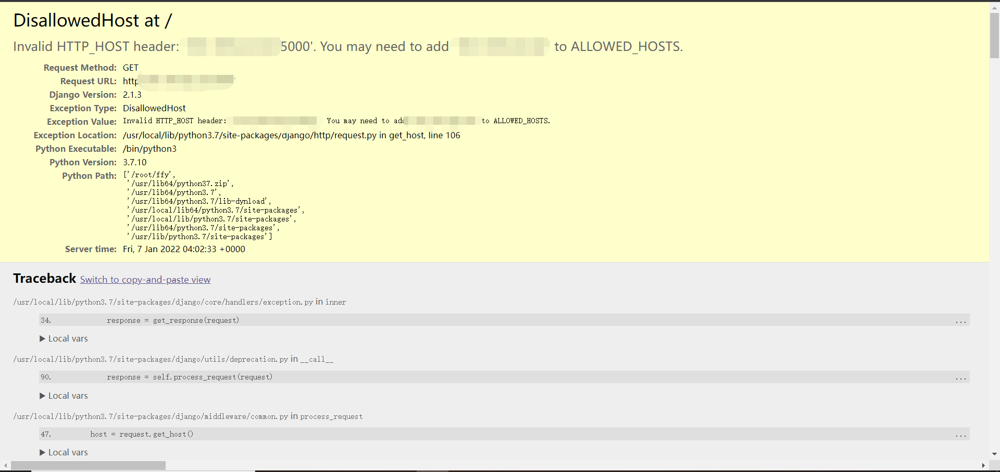 DisallowedHost at /
Invalid HTTP_HOST header: 5000'. You may need to add to ALLOWED_HOSTS.
Request Method: GET
Request URL: http
Django Version: 2.1.3
Exception Type: DisallowedHost
Exception Value: Invalid HTTP_HOST header: You may need to add to ALLOWED_HOSTS.
Exception Location: /usr/local/lib/python3.7/site-packages/django/http/request.py in get_host, line 106
Python Executable: /bin/python3
Python Version: 3.7.10
Python Path: ['/root/ffy',
'/usr/lib64/python37.zip',
'/usr/lib64/python3.7',
'/usr/lib64/python3.7/lib-dynload',
'/usr/local/lib64/python3.7/site-packages',
'/usr/local/lib/python3.7/site-packages',
'/usr/lib64/python3.7/site-packages',
'/usr/lib/python3.7/site-packages']
Server time: Fri, 7 Jan 2022 04:02:33 +0000
Traceback Switch to copy-and-paste view
/usr/local/lib/python3.7/site-packages/django/core/handlers/exception.py in inner
34. response = get_response(request) ...
▶ Local vars
/usr/local/lib/python3.7/site-packages/django/utils/deprecation.py in __call__
90. response = self.process_request(request) ...
▶ Local vars
/usr/local/lib/python3.7/site-packages/django/middleware/common.py in process_request
47. host = request.get_host() ...
▶ Local vars